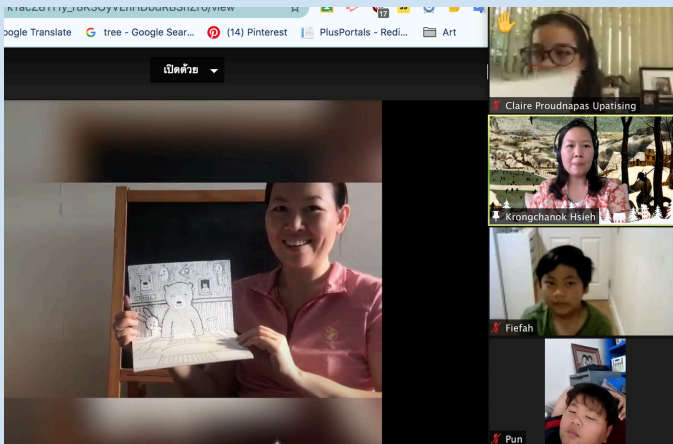 oogle Translate
tree - Google Sear...
(14) Pinterest
PlusPortals - Redi...
Art
17
เปิดด้วย
Claire Proudnapas Upatising
Krongchanok Hsieh
Fiefah
Pun